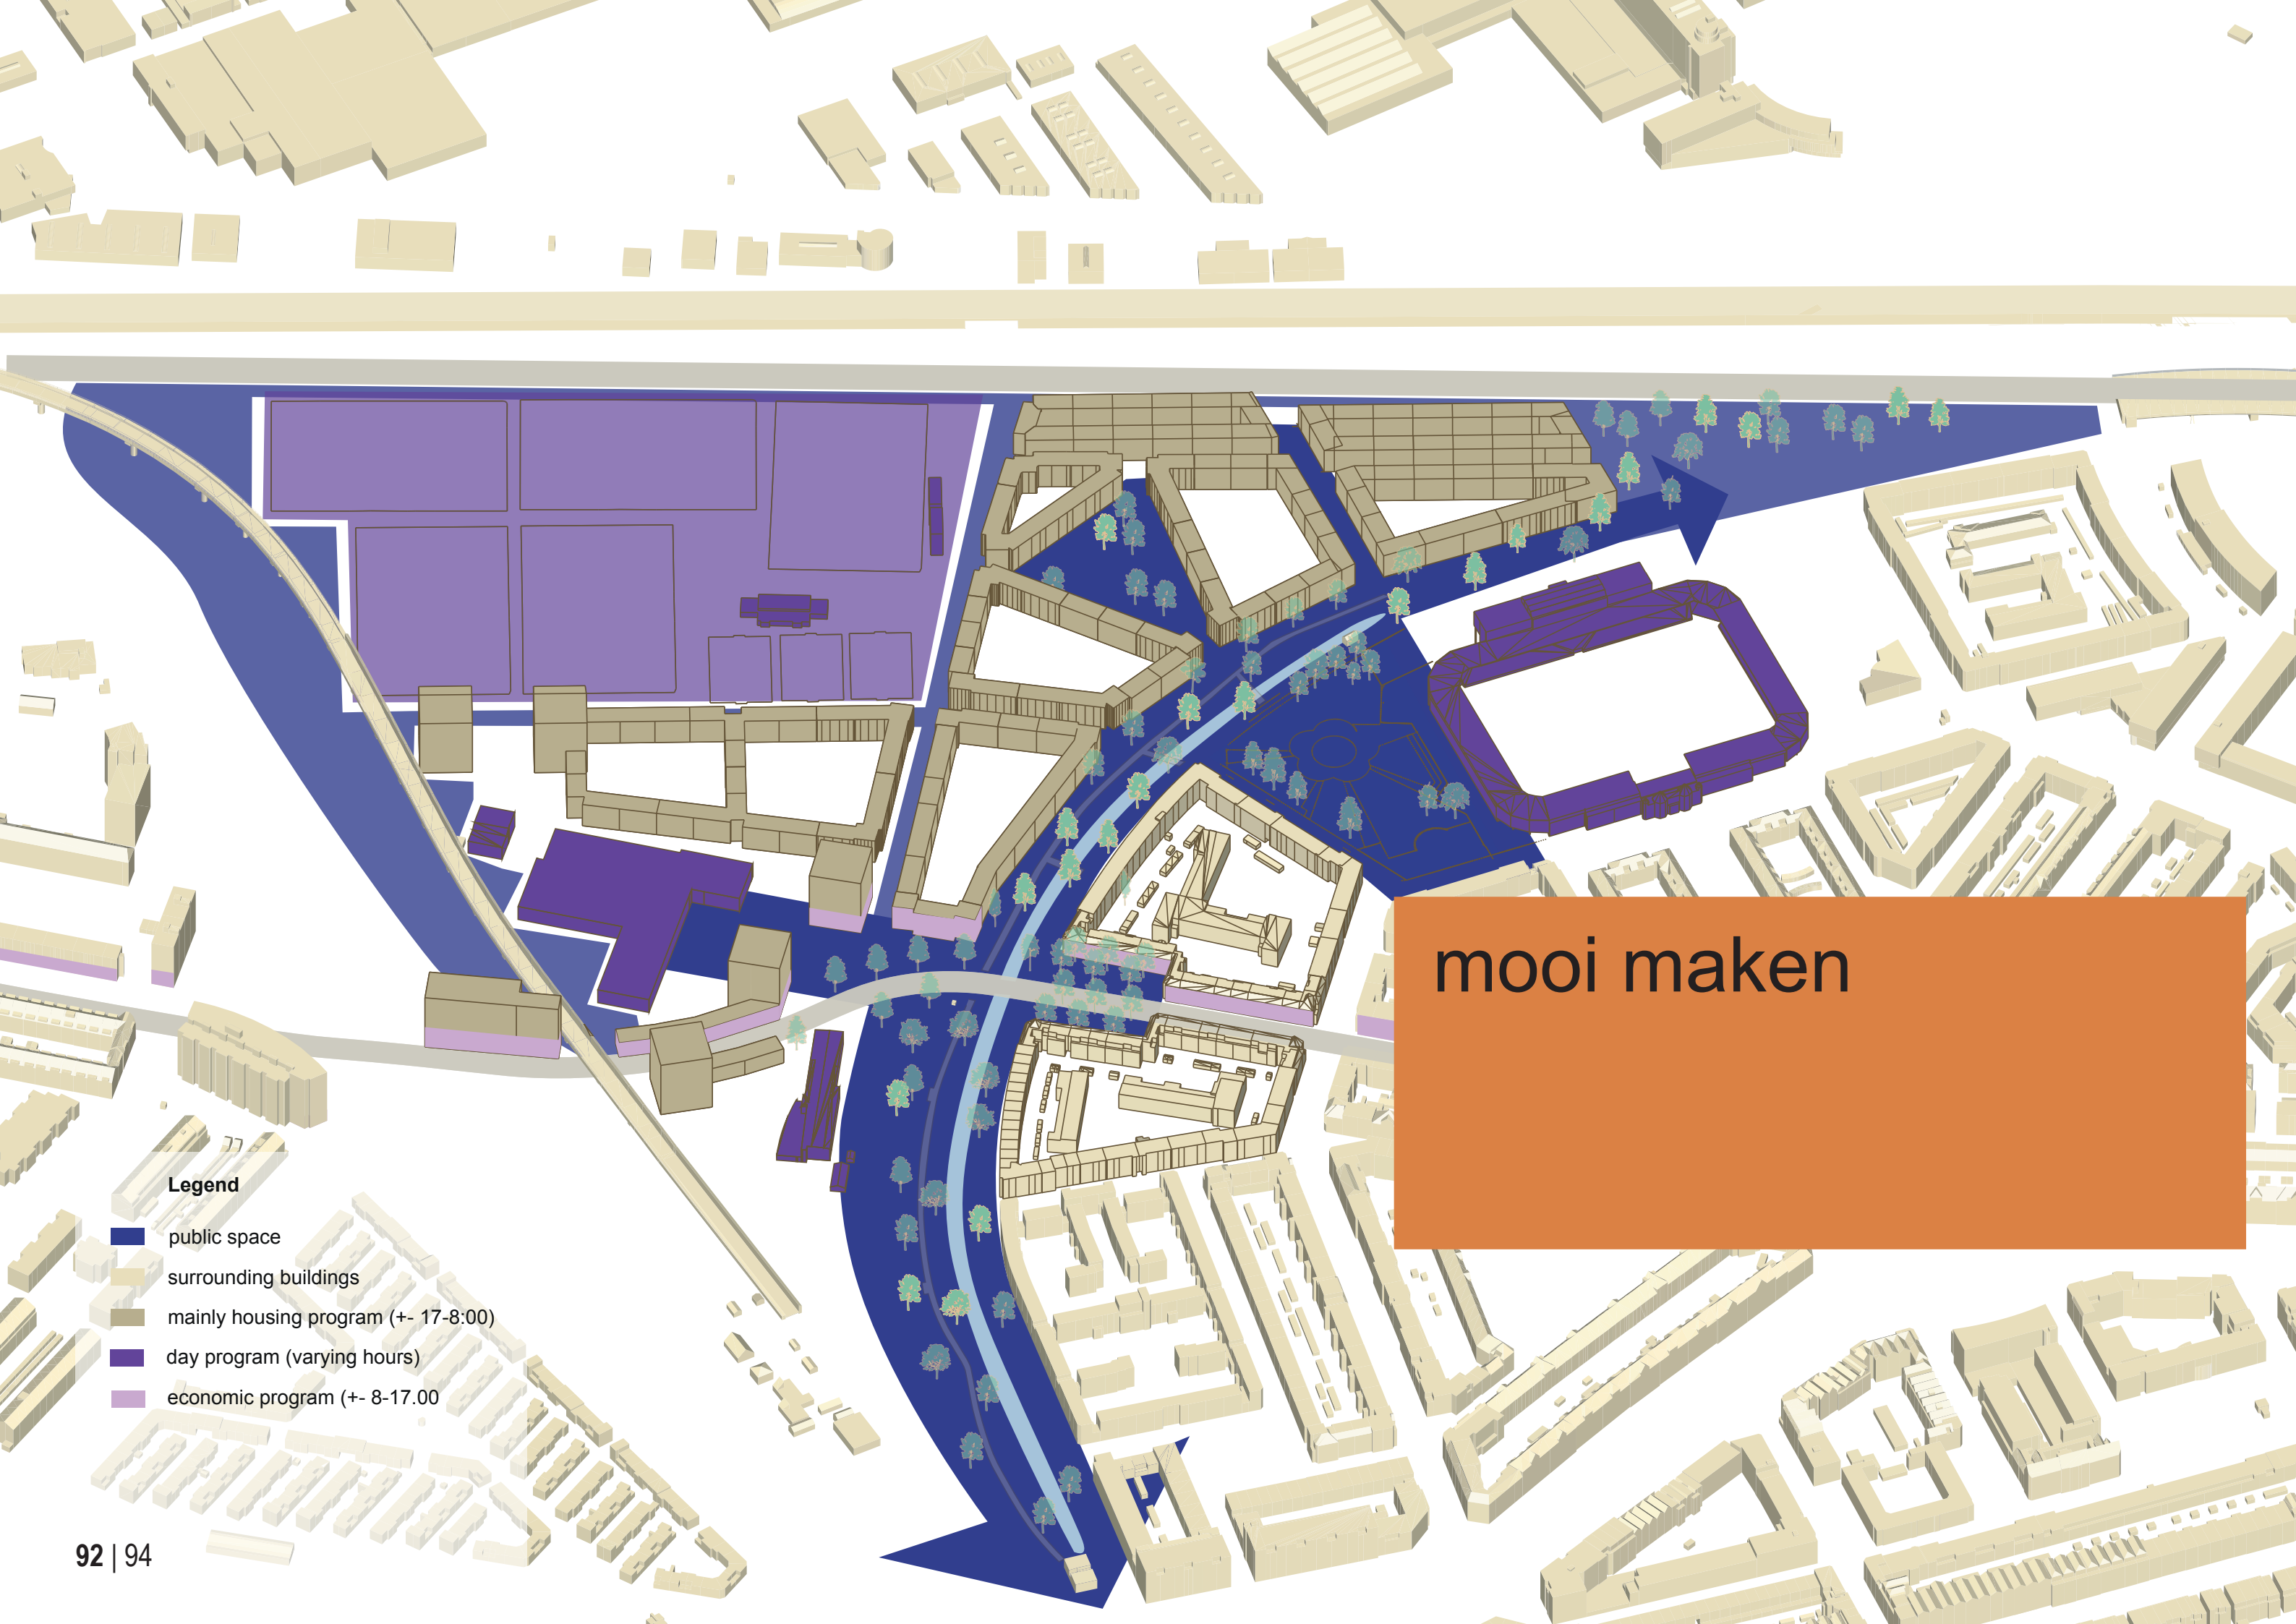 mooi maken
Legend
public space
surrounding buildings
mainly housing program (+- 17-8:00)
day program (varying hours)
economic program (+- 8-17.00
92 | 94